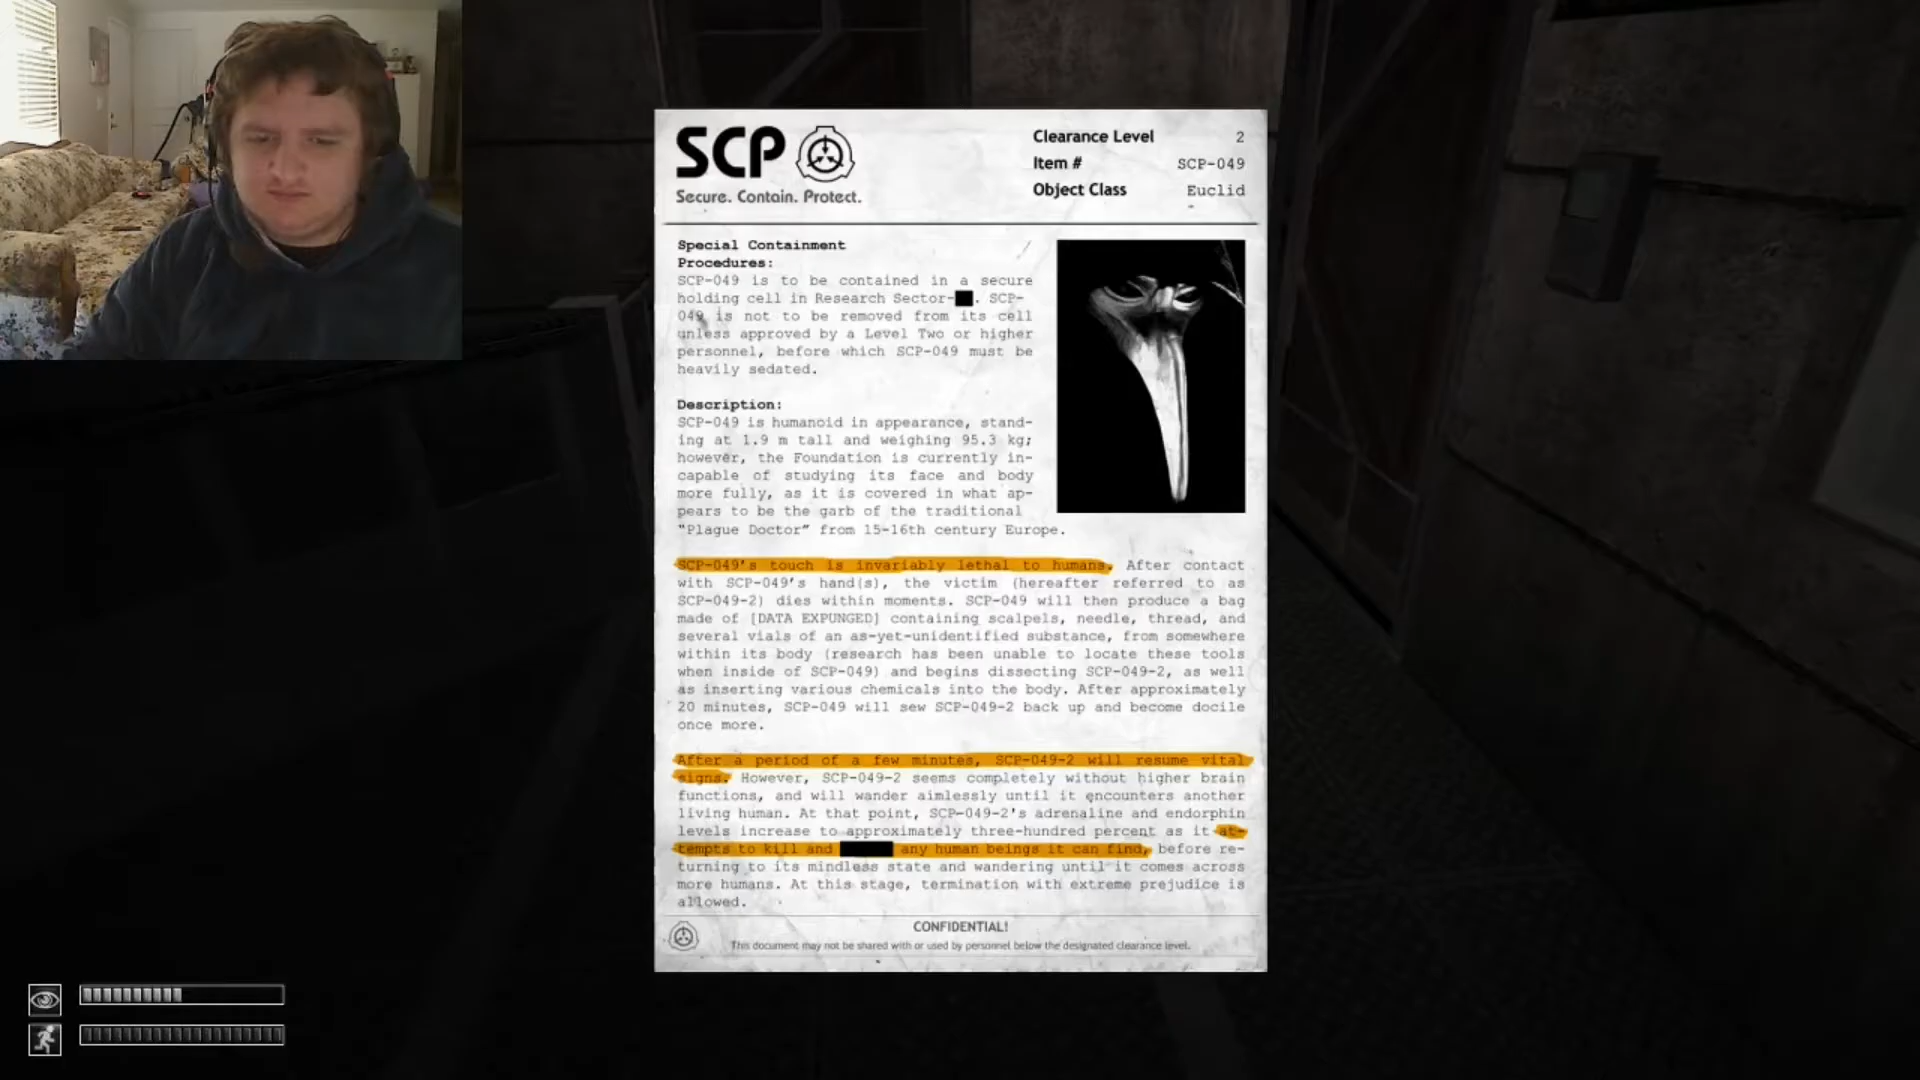 SCP
Secure. Contain. Protect.
Clearance Level 2
Item # SCP-049
Object Class Euclid
Special Containment
Procedures:
SCP-049 is to be contained in a secure
holding cell in Research Sector-. SCP-
049 is not to be removed from its cell
unless approved by a Level Two or higher
personnel, before which SCP-049 must be
heavily sedated.
Description:
SCP-049 is humanoid in appearance, stand-
ing at 1.9 m tall and weighing 95.3 kg;
however, the Foundation is currently in-
capable of studying its face and body
more fully, as it is covered in what ap-
pears to be the garb of the traditional
"Plague Doctor" from 15-16th century Europe.
SCP-049's touch is invariably lethal to humans. After contact
with SCP-049's hand(s), the victim (hereafter referred to as
SCP-049-2) dies within moments. SCP-049 will then produce a bag
made of [DATA EXPUNGED] containing scalpels, needle, thread, and
several vials of an as-yet-unidentified substance, from somewhere
within its body (research has been unable to locate these tools
when inside of SCP-049) and begins dissecting SCP-049-2, as well
as inserting various chemicals into the body. After approximately
20 minutes, SCP-049 will sew SCP-049-2 back up and become docile
once more.
After a period of a few minutes, SCP-049-2 will resume vital
signs. However, SCP-049-2 seems completely without higher brain
functions, and will wander aimlessly until it encounters another
living human. At that point, SCP-049-2's adrenaline and endorphin
levels increase to approximately three-hundred percent as it at-
tempts to kill and any human beings it can find, before re-
turning to its mindless state and wandering until it comes across
more humans. At this stage, termination with extreme prejudice is
allowed.
CONFIDENTIAL!
This document may not be shared with or used by personnel below the designated clearance level.